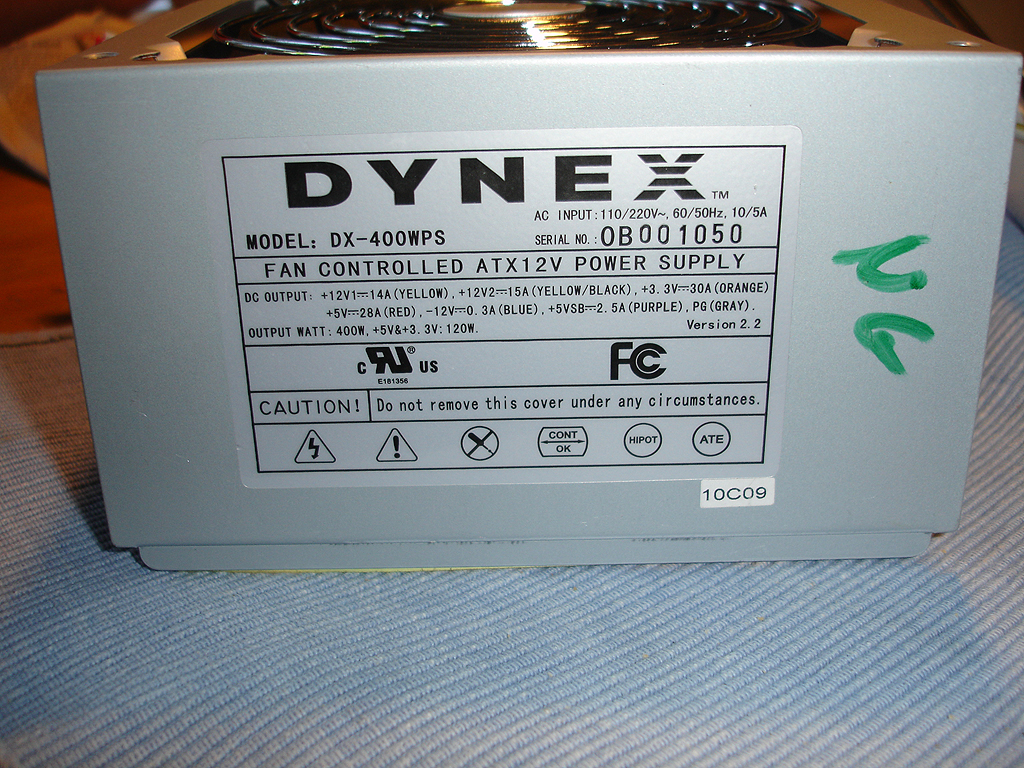 DYNEX™
AC INPUT: 110/220V~, 60/50Hz, 10/5A
MODEL: DX-400WPS SERIAL NO.: OB001050
FAN CONTROLLED ATX12V POWER SUPPLY
DC OUTPUT: +12V1⎓14A(YELLOW), +12V2⎓15A(YELLOW/BLACK), +3.3V⎓30A(ORANGE)
+5V⎓28A(RED), -12V⎓0.3A(BLUE), +5VSB⎓2.5A(PURPLE), PG(GRAY).
OUTPUT WATT: 400W, +5V&+3.3V: 120W. Version 2.2
c RU® US FC
E181356
CAUTION! Do not remove this cover under any circumstances.
CONT OK HIPOT ATE
10C09